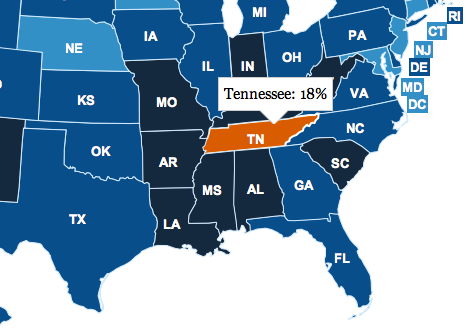 MI
RI
CT
NJ
DE
MD
DC
PA
IA
NE
IL
IN
OH
VA
Tennessee: 18%
KS
MO
NC
TN
OK
AR
SC
MS
AL
GA
TX
LA
FL